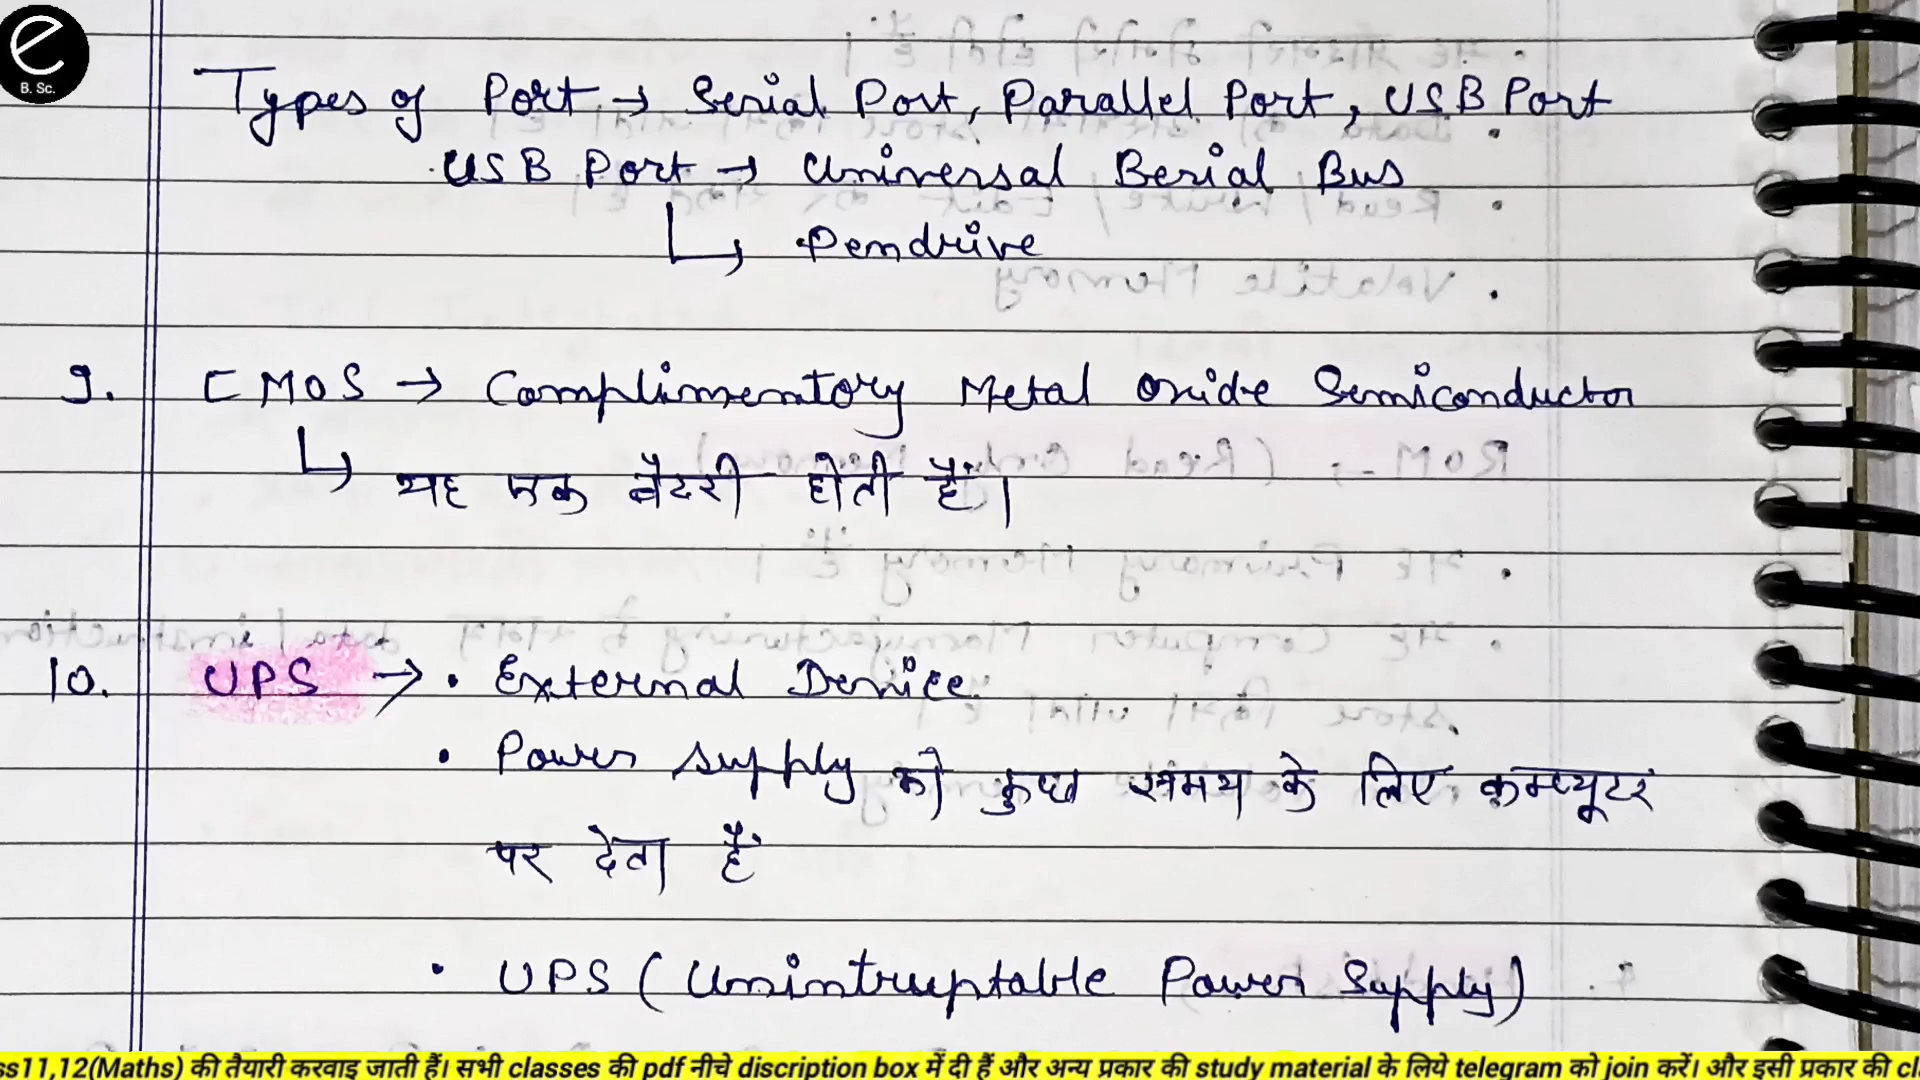 e
B. Sc.
Types of Port → Serial Port, Parallel Port, USB Port
USB Port → Universal Serial Bus
↳ Pendrive
9. CMOS → Complimentory Metal Oxide Semiconductor
↳ यह एक बैटरी होती हैं।
10. UPS → • External Device
• Power supply को कुछ समय के लिए कम्प्यूटर
पर देता है
• UPS (Unintruptable Power Supply)
ss11,12(Maths) की तैयारी करवाइ जाती हैं। सभी classes की pdf नीचे discription box में दी हैं और अन्य प्रकार की study material के लिये telegram को join करें। और इसी प्रकार की cl